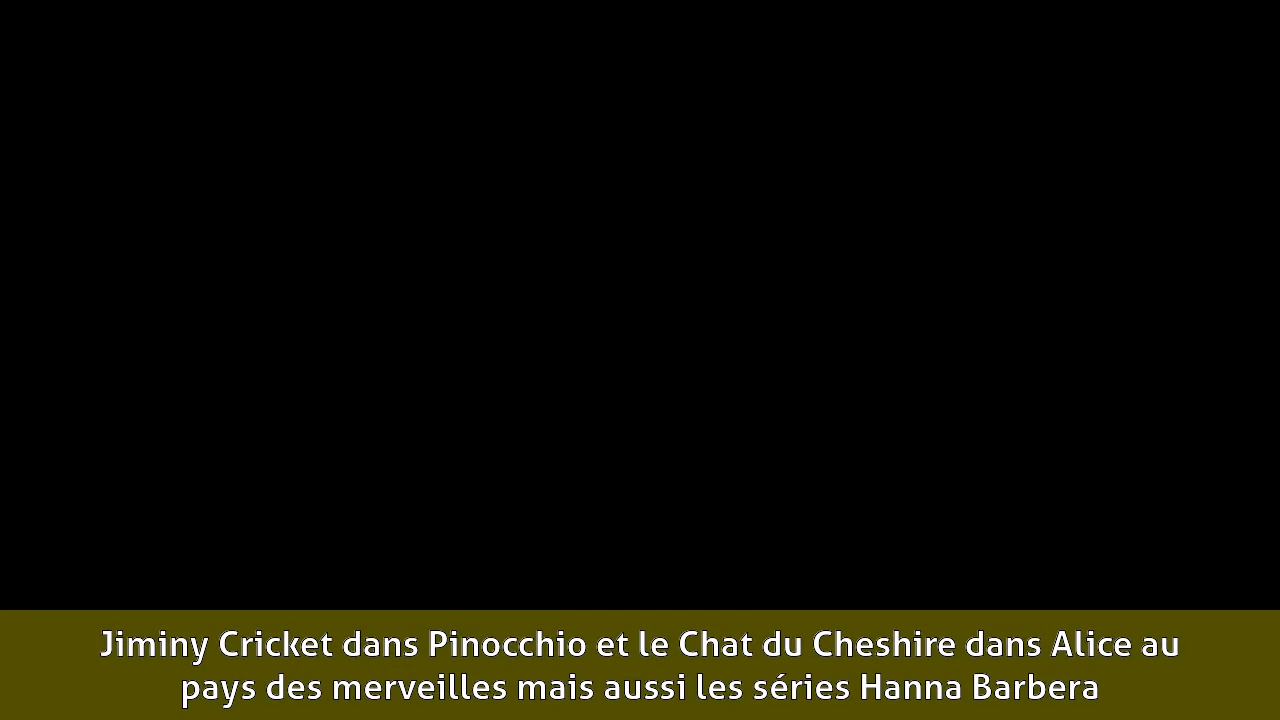 Jiminy Cricket dans Pinocchio et le Chat du Cheshire dans Alice au
pays des merveilles mais aussi les séries Hanna Barbera